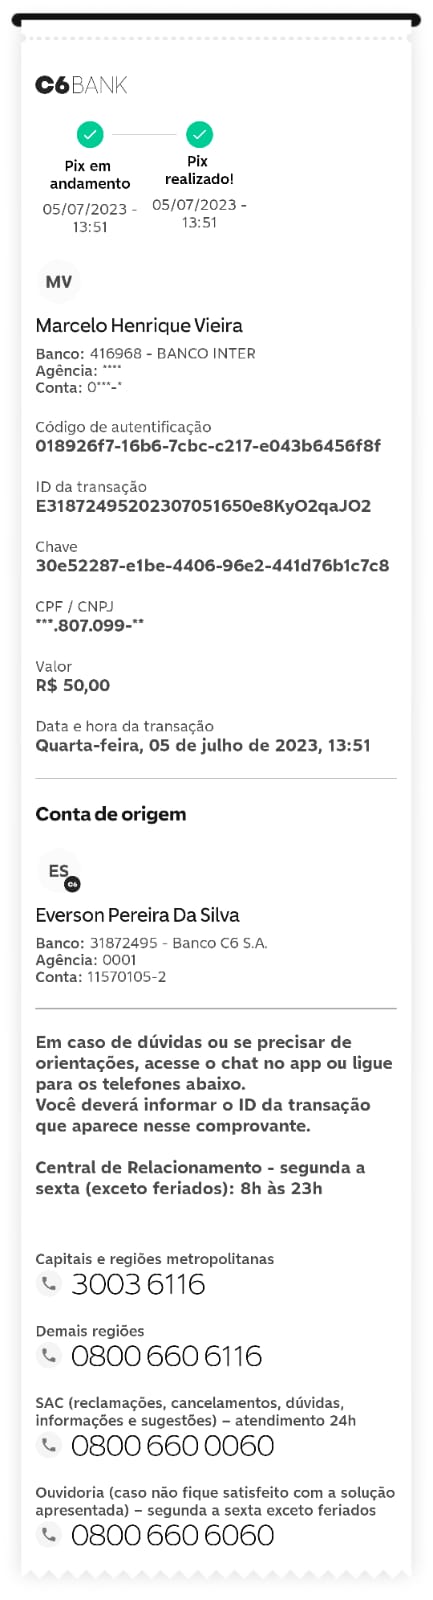 C6BANK
Pix em
andamento
05/07/2023 -
13:51
Pix
realizado!
05/07/2023 -
13:51
MV
Marcelo Henrique Vieira
Banco: 416968 - BANCO INTER
Agência: ****
Conta: 0***-*
Código de autentificação
018926f7-16b6-7cbc-c217-e043b6456f8f
ID da transação
E31872495202307051650e8KyO2qaJO2
Chave
30e52287-e1be-4406-96e2-441d76b1c7c8
CPF / CNPJ
***.807.099-**
Valor
R$ 50,00
Data e hora da transação
Quarta-feira, 05 de julho de 2023, 13:51
Conta de origem
ES
C6
Everson Pereira Da Silva
Banco: 31872495 - Banco C6 S.A.
Agência: 0001
Conta: 11570105-2
Em caso de dúvidas ou se precisar de
orientações, acesse o chat no app ou ligue
para os telefones abaixo.
Você deverá informar o ID da transação
que aparece nesse comprovante.
Central de Relacionamento - segunda a
sexta (exceto feriados): 8h às 23h
Capitais e regiões metropolitanas
3003 6116
Demais regiões
0800 660 6116
SAC (reclamações, cancelamentos, dúvidas,
informações e sugestões) – atendimento 24h
0800 660 0060
Ouvidoria (caso não fique satisfeito com a solução
apresentada) – segunda a sexta exceto feriados
0800 660 6060